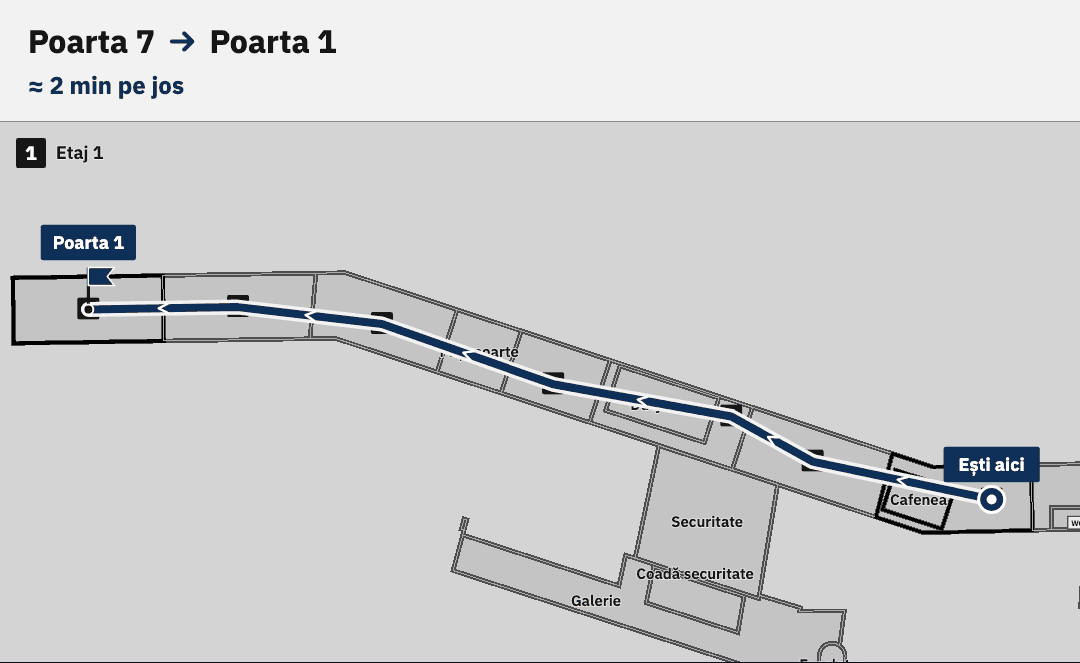 Poarta 7 → Poarta 1
≈ 2 min pe jos
1 Etaj 1
Poarta 1
Ești aici
Cafenea
Securitate
Coadă securitate
Galerie